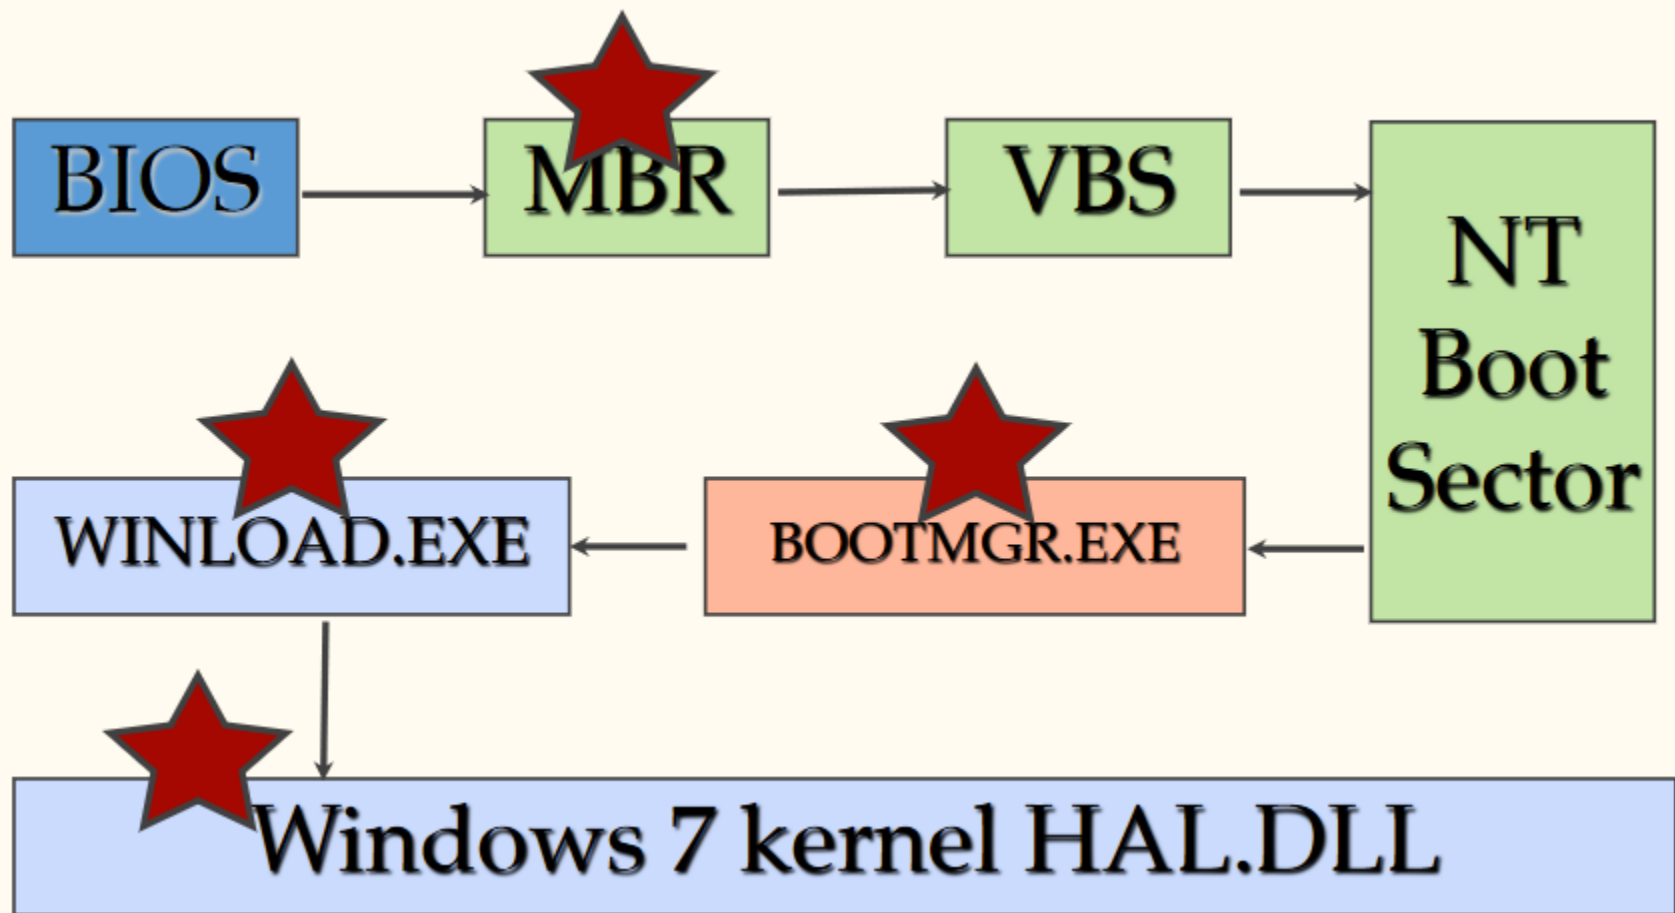 BIOS
MBR
VBS
NT
Boot
Sector
BOOTMGR.EXE
WINLOAD.EXE
Windows 7 kernel HAL.DLL